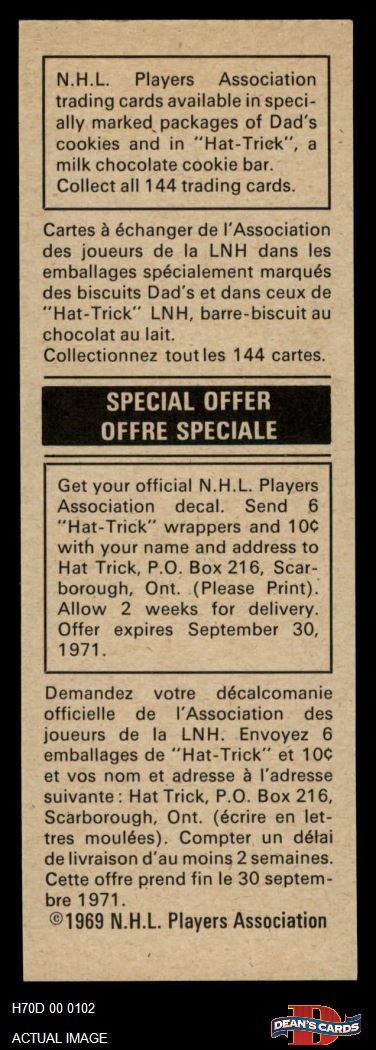 N.H.L. Players Association
trading cards available in speci-
ally marked packages of Dad's
cookies and in "Hat-Trick", a
milk chocolate cookie bar.
Collect all 144 trading cards.
Cartes à échanger de l'Association
des joueurs de la LNH dans les
emballages spécialement marqués
des biscuits Dad's et dans ceux de
"Hat-Trick" LNH, barre-biscuit au
chocolat au lait.
Collectionnez tout les 144 cartes.
SPECIAL OFFER
OFFRE SPECIALE
Get your official N.H.L. Players
Association decal. Send 6
"Hat-Trick" wrappers and 10¢
with your name and address to
Hat Trick, P.O. Box 216, Scar-
borough, Ont. (Please Print).
Allow 2 weeks for delivery.
Offer expires September 30,
1971.
Demandez votre décalcomanie
officielle de l'Association des
joueurs de la LNH. Envoyez 6
emballages de "Hat-Trick" et 10¢
et vos nom et adresse à l'adresse
suivante: Hat Trick, P.O. Box 216,
Scarborough, Ont. (écrire en let-
tres moulées). Compter un délai
de livraison d'au moins 2 semaines.
Cette offre prend fin le 30 septem-
bre 1971.
©1969 N.H.L. Players Association
H70D 00 0102
ACTUAL IMAGE
D
DEAN'S CARDS